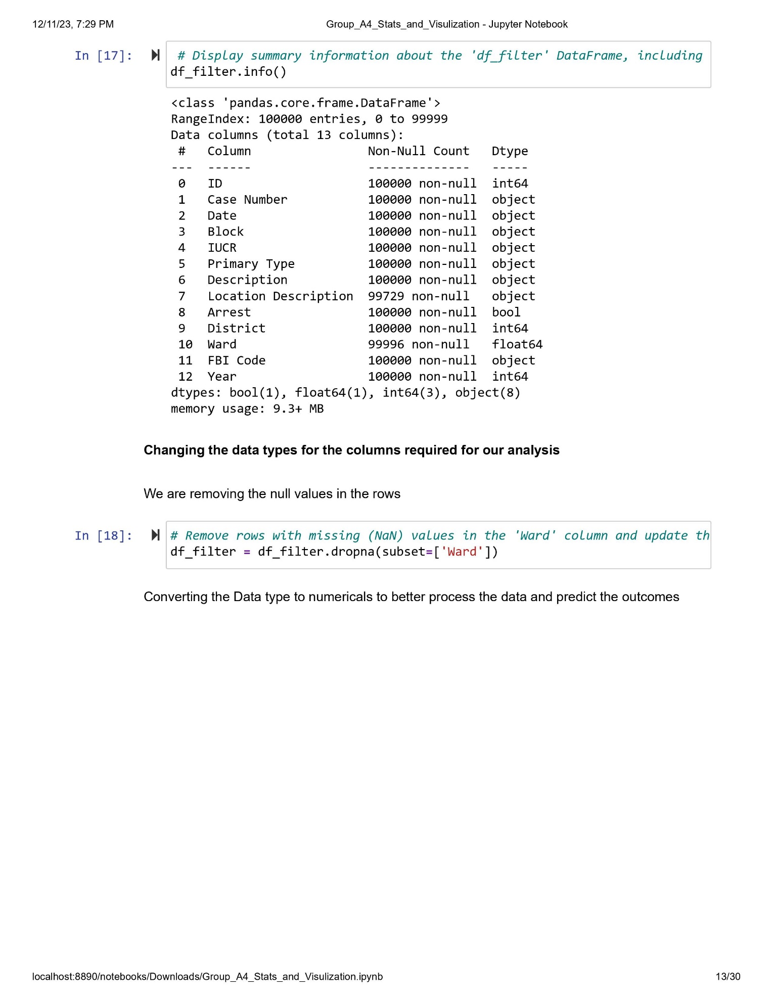 12/11/23, 7:29 PM
Group_A4_Stats_and_Visulization - Jupyter Notebook
In [17]:
# Display summary information about the 'df_filter' DataFrame, including
df_filter.info()
<class 'pandas.core.frame.DataFrame'>
RangeIndex: 100000 entries, 0 to 99999
Data columns (total 13 columns):
 #   Column                Non-Null Count   Dtype
---  ------                --------------   -----
 0   ID                    100000 non-null  int64
 1   Case Number           100000 non-null  object
 2   Date                  100000 non-null  object
 3   Block                 100000 non-null  object
 4   IUCR                  100000 non-null  object
 5   Primary Type          100000 non-null  object
 6   Description           100000 non-null  object
 7   Location Description  99729 non-null   object
 8   Arrest                100000 non-null  bool
 9   District              100000 non-null  int64
 10  Ward                  99996 non-null   float64
 11  FBI Code              100000 non-null  object
 12  Year                  100000 non-null  int64
dtypes: bool(1), float64(1), int64(3), object(8)
memory usage: 9.3+ MB
Changing the data types for the columns required for our analysis
We are removing the null values in the rows
In [18]:
# Remove rows with missing (NaN) values in the 'Ward' column and update th
df_filter = df_filter.dropna(subset=['Ward'])
Converting the Data type to numericals to better process the data and predict the outcomes
localhost:8890/notebooks/Downloads/Group_A4_Stats_and_Visulization.ipynb
13/30